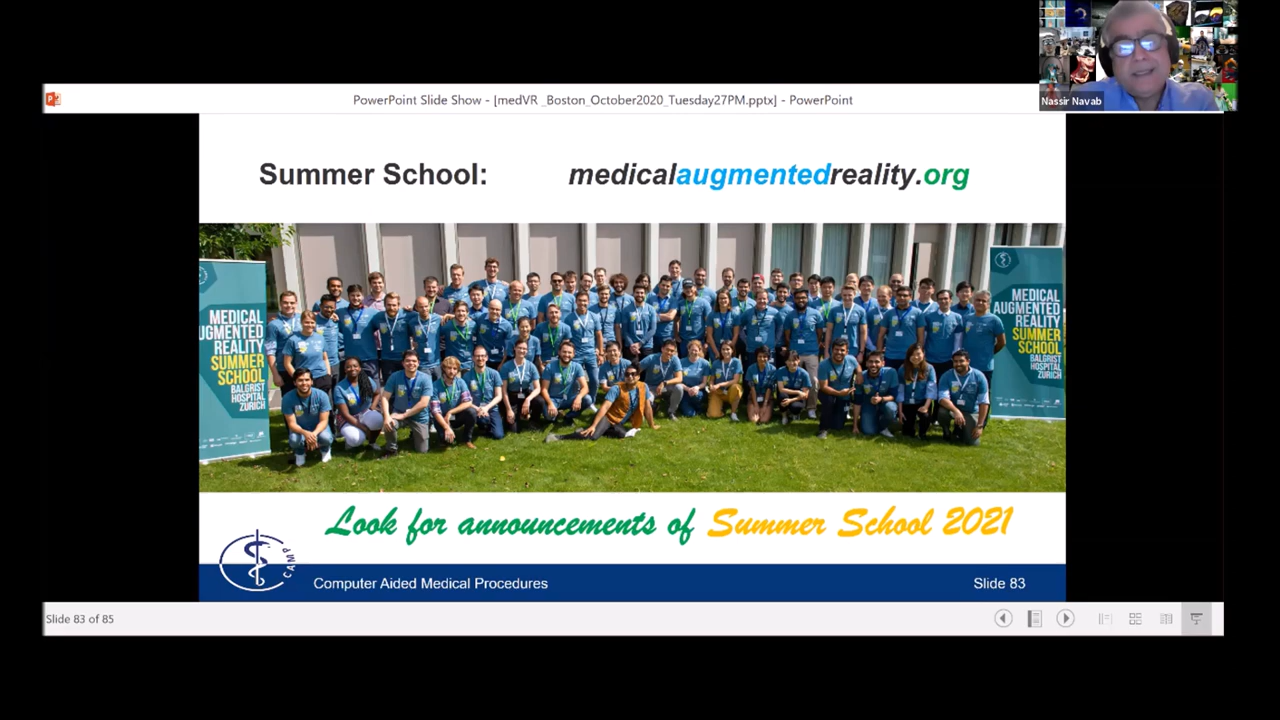 Nassir Navab
PowerPoint Slide Show - [medVR _Boston_October2020_Tuesday27PM.pptx] - PowerPoint
Summer School: medicalaugmentedreality.org
MEDICAL
AUGMENTED
REALITY
SUMMER
SCHOOL
BALGRIST
HOSPITAL
ZURICH
MEDICAL
AUGMENTED
REALITY
SUMMER
SCHOOL
BALGRIST
HOSPITAL
ZURICH
Look for announcements of Summer School 2021
CAMP
Computer Aided Medical Procedures
Slide 83
Slide 83 of 85